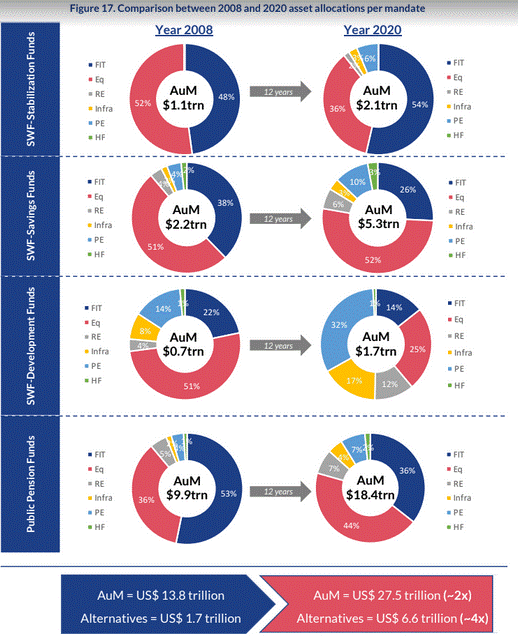 Figure 17. Comparison between 2008 and 2020 asset allocations per mandate
Year 2008
Year 2020
SWF-Stabilization Funds
FIT
Eq
RE
Infra
PE
HF
52%
48%
AuM
$1.1trn
12 years
36%
6%
54%
AuM
$2.1trn
FIT
Eq
RE
Infra
PE
HF
SWF-Savings Funds
FIT
Eq
RE
Infra
PE
HF
4%
2%
38%
51%
AuM
$2.2trn
12 years
10%
3%
26%
6%
52%
AuM
$5.3trn
FIT
Eq
RE
Infra
PE
HF
SWF-Development Funds
FIT
Eq
RE
Infra
PE
HF
14%
1%
22%
8%
4%
51%
AuM
$0.7trn
12 years
1%
14%
32%
25%
17%
12%
AuM
$1.7trn
FIT
Eq
RE
Infra
PE
HF
Public Pension Funds
FIT
Eq
RE
Infra
PE
HF
5%
36%
53%
AuM
$9.9trn
12 years
7%
4%
7%
36%
44%
AuM
$18.4trn
FIT
Eq
RE
Infra
PE
HF
AuM = US$ 13.8 trillion
Alternatives = US$ 1.7 trillion
AuM = US$ 27.5 trillion (~2x)
Alternatives = US$ 6.6 trillion (~4x)